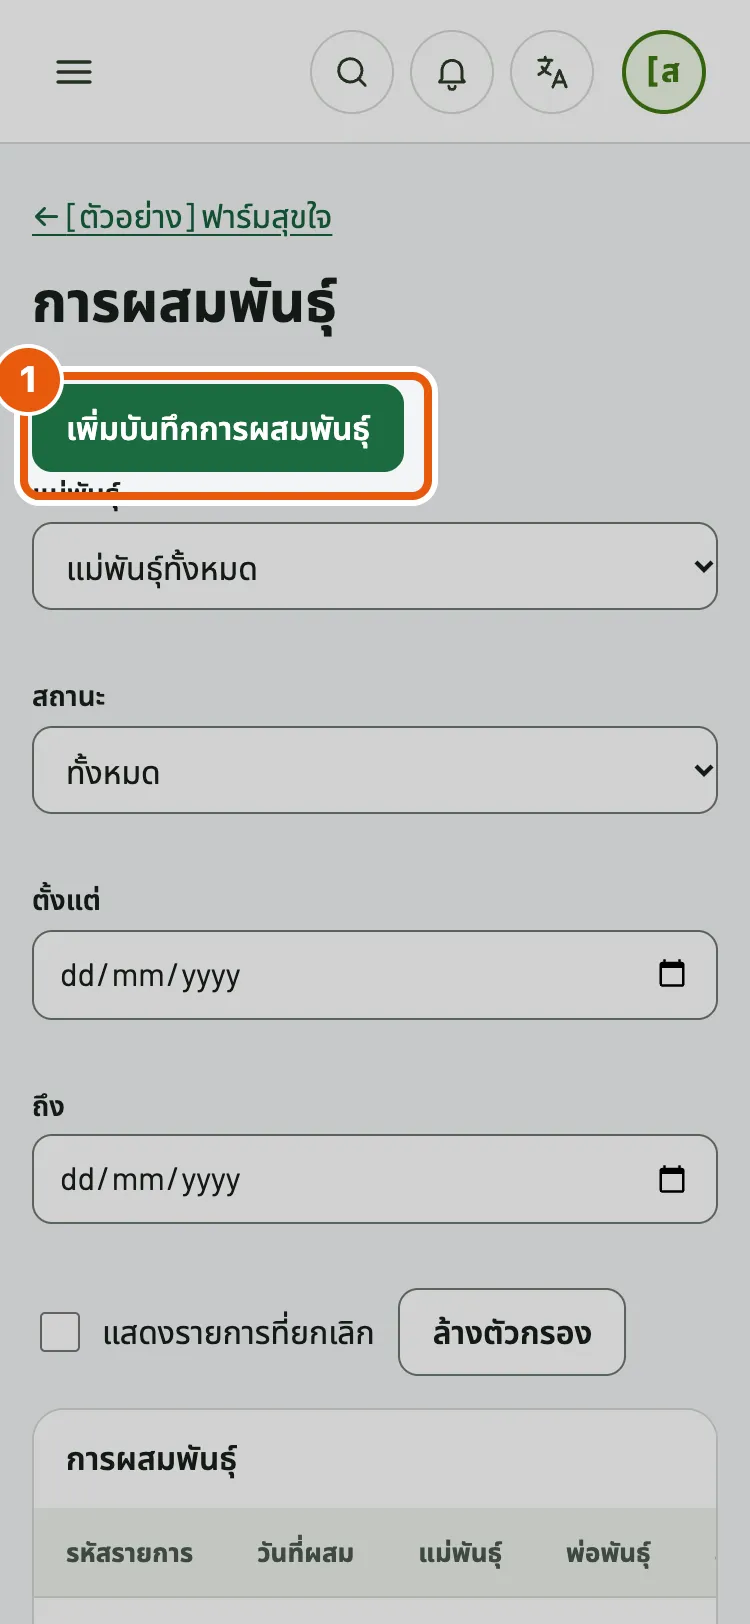 [ส
← [ตัวอย่าง] ฟาร์มสุขใจ
การผสมพันธุ์
1
เพิ่มบันทึกการผสมพันธุ์
แม่พันธุ์
แม่พันธุ์ทั้งหมด
สถานะ
ทั้งหมด
ตั้งแต่
dd/mm/yyyy
ถึง
dd/mm/yyyy
แสดงรายการที่ยกเลิก ล้างตัวกรอง
การผสมพันธุ์
รหัสรายการ วันที่ผสม แม่พันธุ์ พ่อพันธุ์